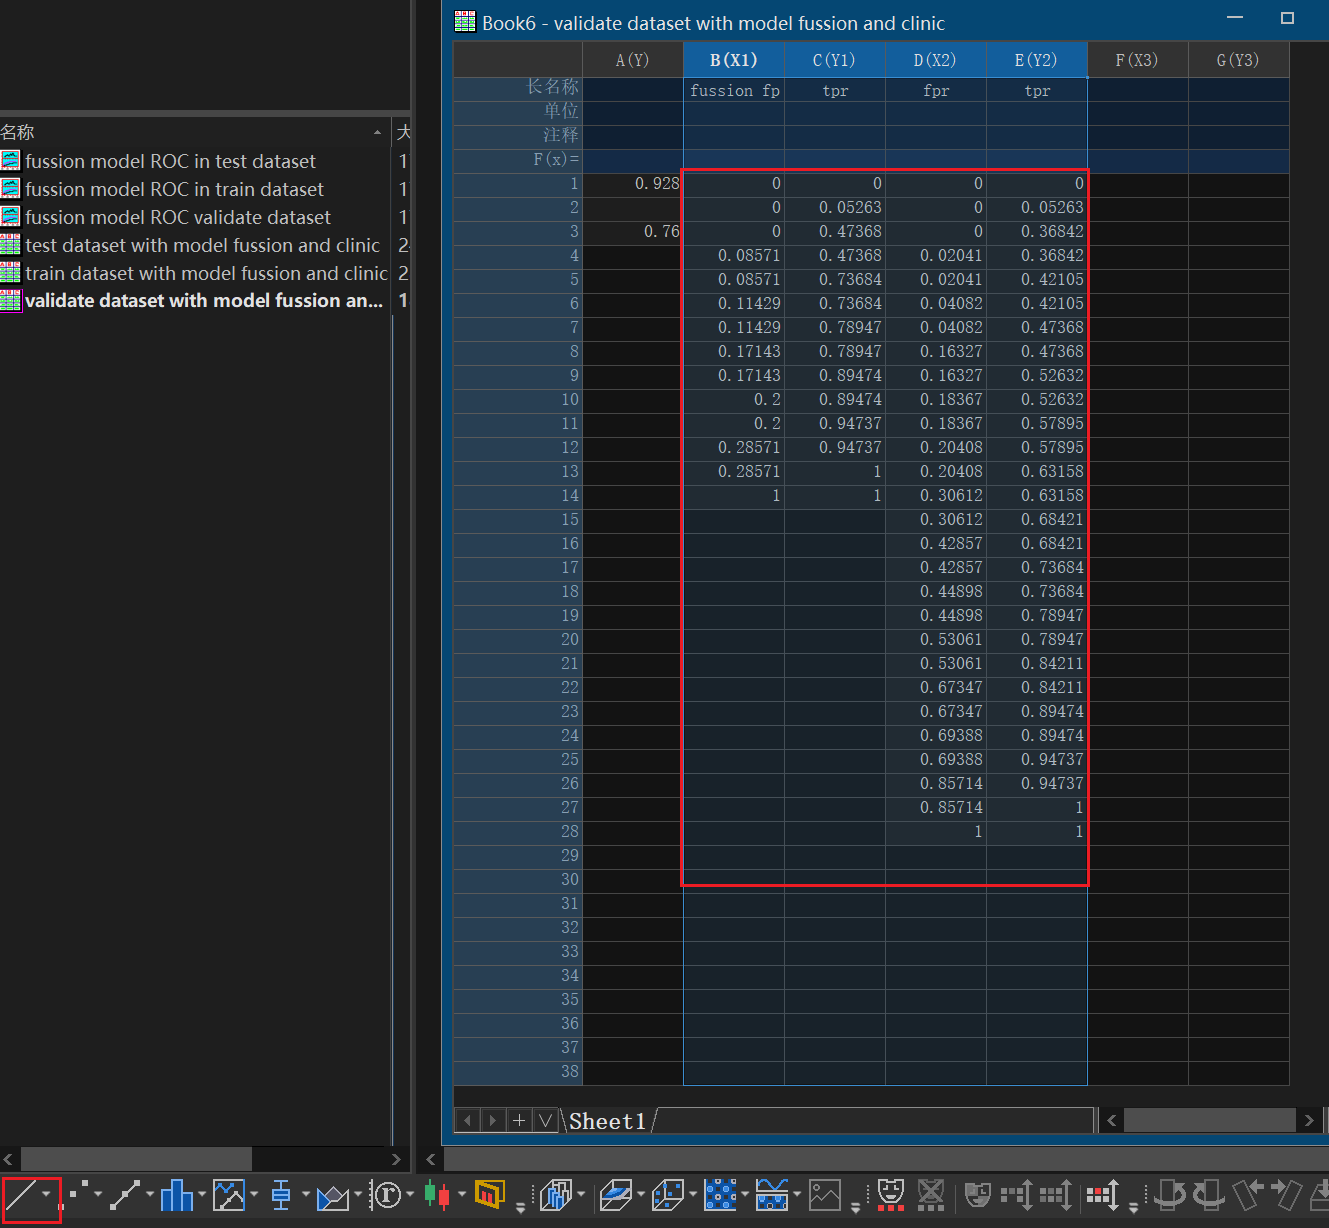 Book6 - validate dataset with model fussion and clinic
A(Y) B(X1) C(Y1) D(X2) E(Y2) F(X3) G(Y3)
长名称 fussion fp tpr fpr tpr
单位
注释
F(x)=
1 0.928 0 0 0 0
2 0 0.05263 0 0.05263
3 0.76 0 0.47368 0 0.36842
4 0.08571 0.47368 0.02041 0.36842
5 0.08571 0.73684 0.02041 0.42105
6 0.11429 0.73684 0.04082 0.42105
7 0.11429 0.78947 0.04082 0.47368
8 0.17143 0.78947 0.16327 0.47368
9 0.17143 0.89474 0.16327 0.52632
10 0.2 0.89474 0.18367 0.52632
11 0.2 0.94737 0.18367 0.57895
12 0.28571 0.94737 0.20408 0.57895
13 0.28571 1 0.20408 0.63158
14 1 1 0.30612 0.63158
15 0.30612 0.68421
16 0.42857 0.68421
17 0.42857 0.73684
18 0.44898 0.73684
19 0.44898 0.78947
20 0.53061 0.78947
21 0.53061 0.84211
22 0.67347 0.84211
23 0.67347 0.89474
24 0.69388 0.89474
25 0.69388 0.94737
26 0.85714 0.94737
27 0.85714 1
28 1 1
29
30
31
32
33
34
35
36
37
38
Sheet1
名称 大
fussion model ROC in test dataset 1
fussion model ROC in train dataset 1
fussion model ROC validate dataset 1
test dataset with model fussion and clinic 2
train dataset with model fussion and clinic 2
validate dataset with model fussion an... 1